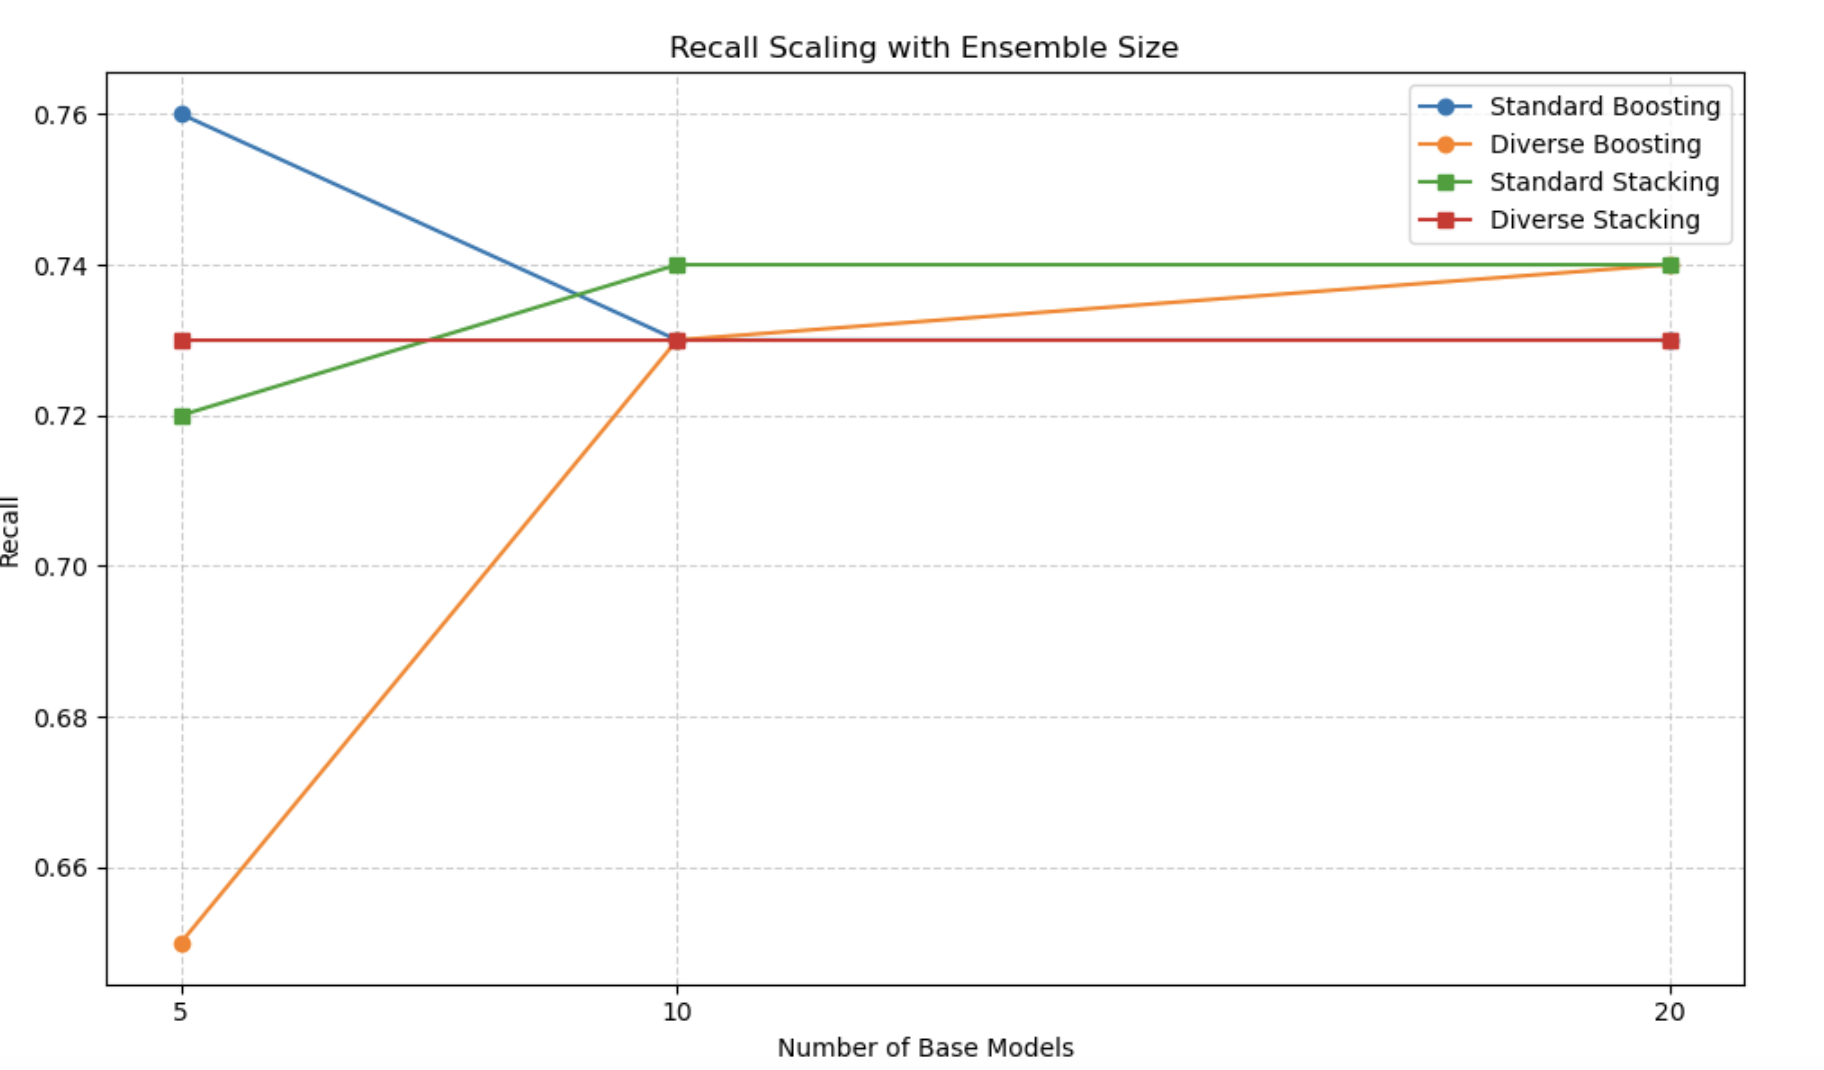 Recall Scaling with Ensemble Size
0.76
0.74
0.72
0.70
0.68
0.66
Recall
Standard Boosting
Diverse Boosting
Standard Stacking
Diverse Stacking
5
10
20
Number of Base Models